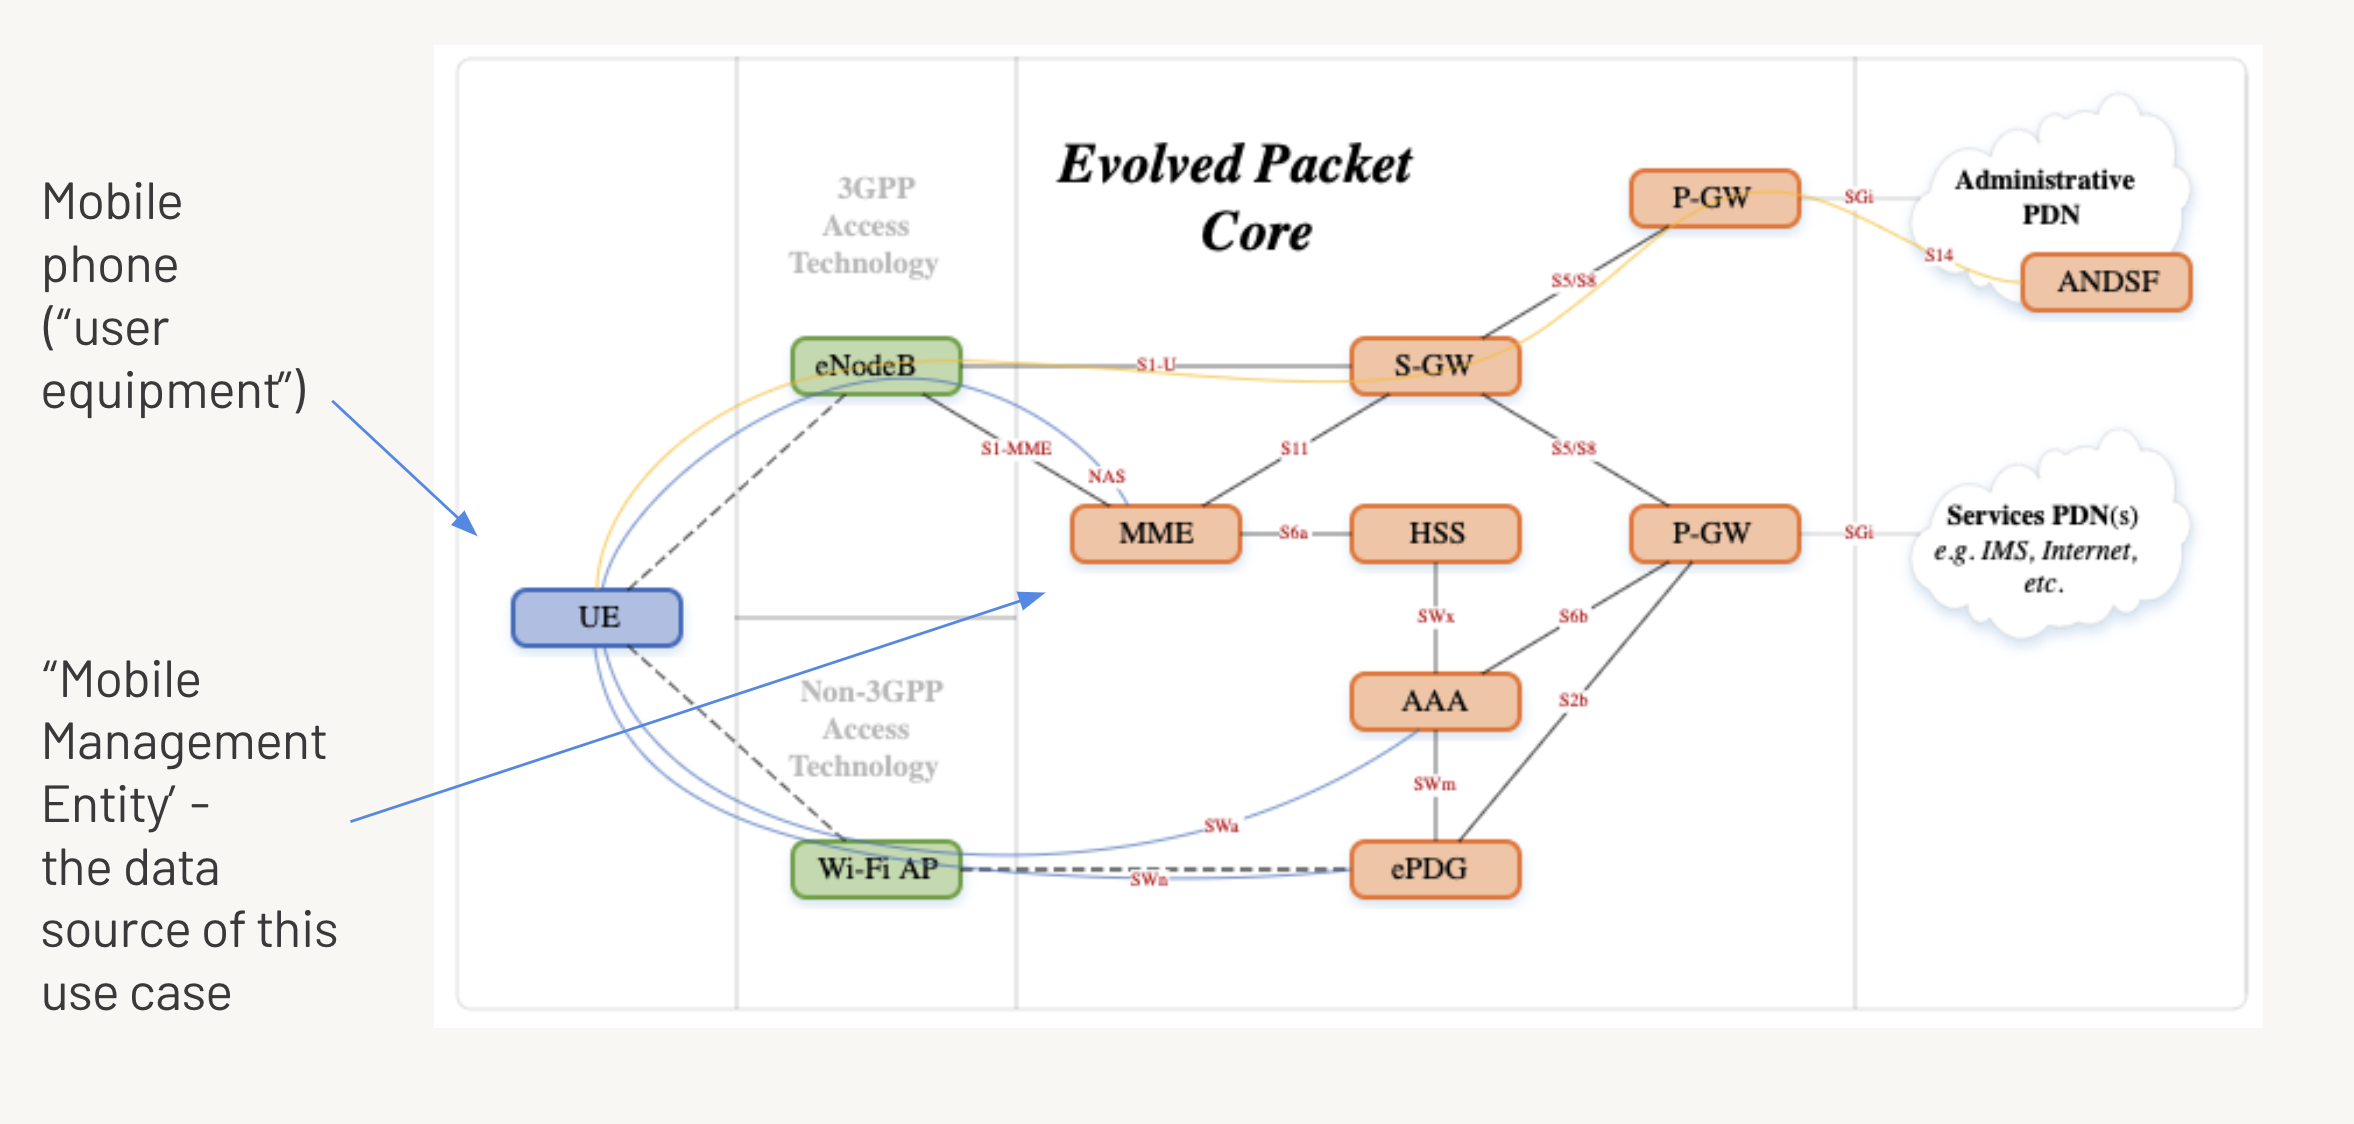 Mobile
phone
(“user
equipment”)
“Mobile
Management
Entity’ -
the data
source of this
use case
Evolved Packet
Core
3GPP
Access
Technology
P-GW
SGi
Administrative
PDN
S14
ANDSF
S5/S8
eNodeB
S1-U
S-GW
S1-MME
NAS
S11
S5/S8
MME
S6a
HSS
P-GW
SGi
Services PDN(s)
e.g. IMS, Internet,
etc.
UE
SWx
S6b
Non-3GPP
Access
Technology
AAA
S2b
SWm
SWa
Wi-Fi AP
SWn
ePDG